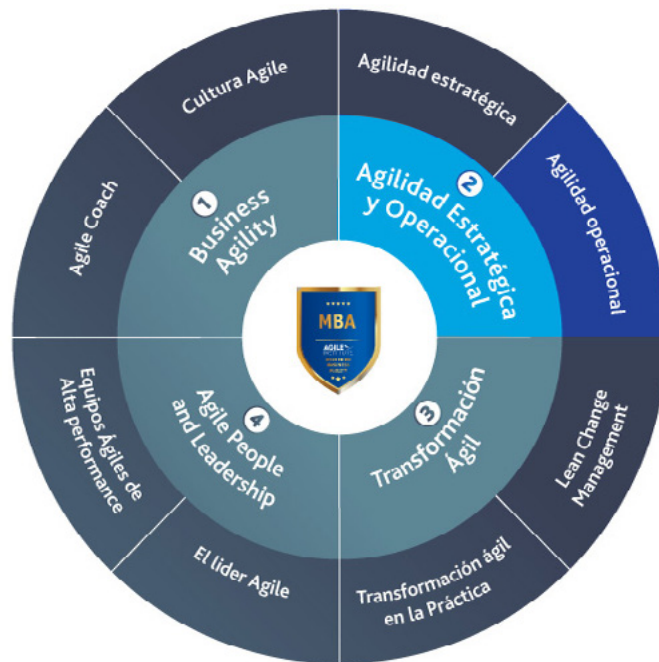 Cultura Agile
Agilidad estratégica
Agilidad operacional
Agile Coach
1
Business
Agility
2
Agilidad Estratégica
y Operacional
MBA
AGILE
Equipos Ágiles de
Alta performance
4
Agile People
and Leadership
3
Transformación
Ágil
Lean Change
Management
El líder Agile
Transformación ágil
en la Práctica